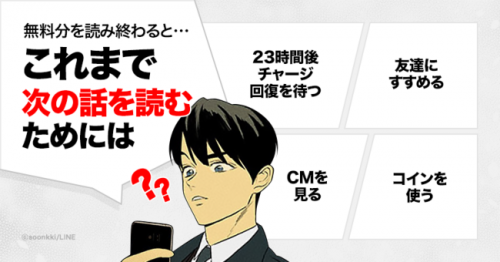 無料分を読み終わると…
これまで
次の話を読む
ためには
??
23時間後
チャージ
回復を待つ
友達に
すすめる
CMを
見る
コインを
使う
©soonkki/LINE